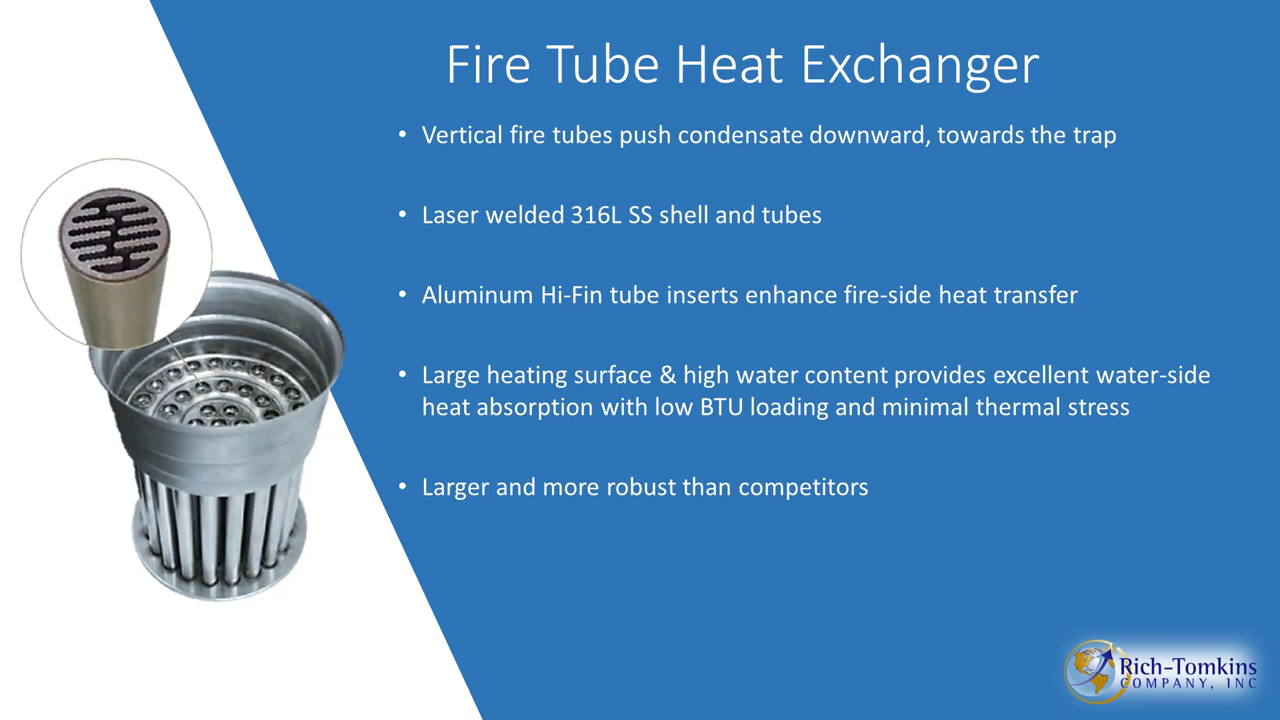 Fire Tube Heat Exchanger
• Vertical fire tubes push condensate downward, towards the trap
• Laser welded 316L SS shell and tubes
• Aluminum Hi-Fin tube inserts enhance fire-side heat transfer
• Large heating surface & high water content provides excellent water-side
heat absorption with low BTU loading and minimal thermal stress
• Larger and more robust than competitors
Rich-Tomkins
COMPANY, INC